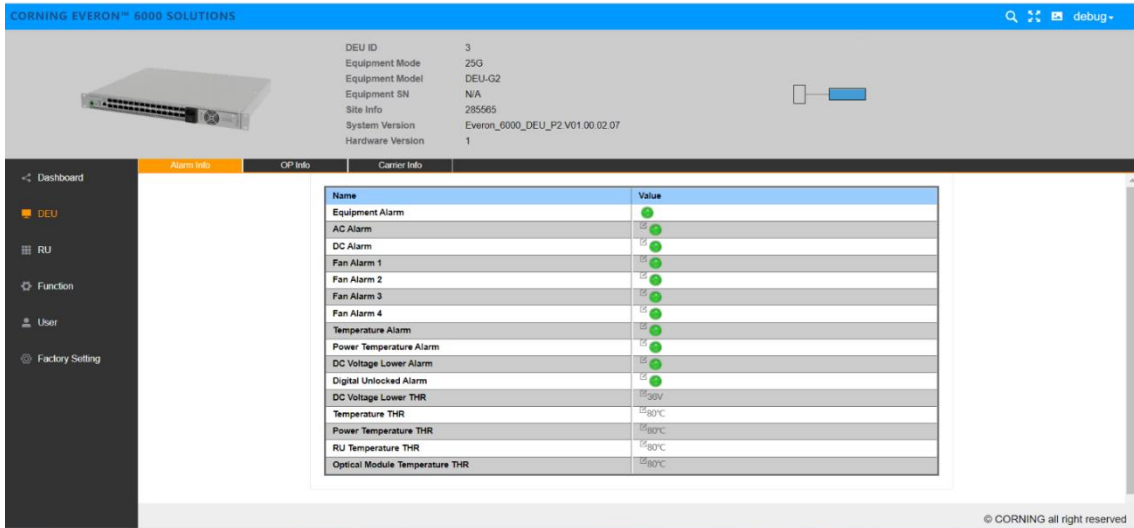 CORNING EVERON™ 6000 SOLUTIONS
debug
DEU ID 3
Equipment Mode 25G
Equipment Model DEU-G2
Equipment SN N/A
Site Info 285565
System Version Everon_6000_DEU_P2.V01.00.02.07
Hardware Version 1
Alarm Info OP Info Carrier Info
Dashboard
DEU
RU
Function
User
Factory Setting
Name Value
Equipment Alarm
AC Alarm
DC Alarm
Fan Alarm 1
Fan Alarm 2
Fan Alarm 3
Fan Alarm 4
Temperature Alarm
Power Temperature Alarm
DC Voltage Lower Alarm
Digital Unlocked Alarm
DC Voltage Lower THR 36V
Temperature THR 80℃
Power Temperature THR 80℃
RU Temperature THR 80℃
Optical Module Temperature THR 80℃
© CORNING all right reserved